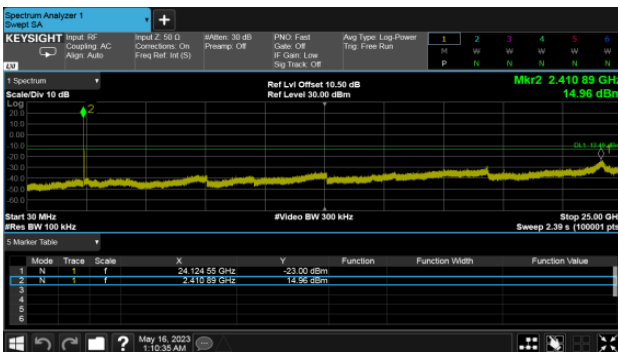 Spectrum Analyzer 1
Swept SA
+
KEYSIGHT Input: RF Input Z: 50 Ω #Atten: 30 dB PNO: Fast Avg Type: Log-Power 1 2 3 4 5 6
Coupling: AC Corrections: On Preamp: Off Gate: Off Trig: Free Run M W W W W W
Align: Auto Freq Ref: Int (S) IF Gain: Low
LXI Sig Track: Off P N N N N N
1 Spectrum Ref Lvl Offset 10.50 dB Mkr2 2.410 89 GHz
Scale/Div 10 dB Ref Level 30.00 dBm 14.96 dBm
Log
20.0
10.0
0.00
-10.0
-20.0
-30.0
-40.0
-50.0
-60.0
2
1
Start 30 MHz #Video BW 300 kHz Stop 25.00 GHz
#Res BW 100 kHz Sweep 2.39 s (100001 pts
5 Marker Table
Mode Trace Scale X Y Function Function Width Function Value
1 N 1 f 24.124 55 GHz -23.00 dBm
2 N 1 f 2.410 89 GHz 14.96 dBm
3
4
5
6
? May 16, 2023
1:10:35 AM